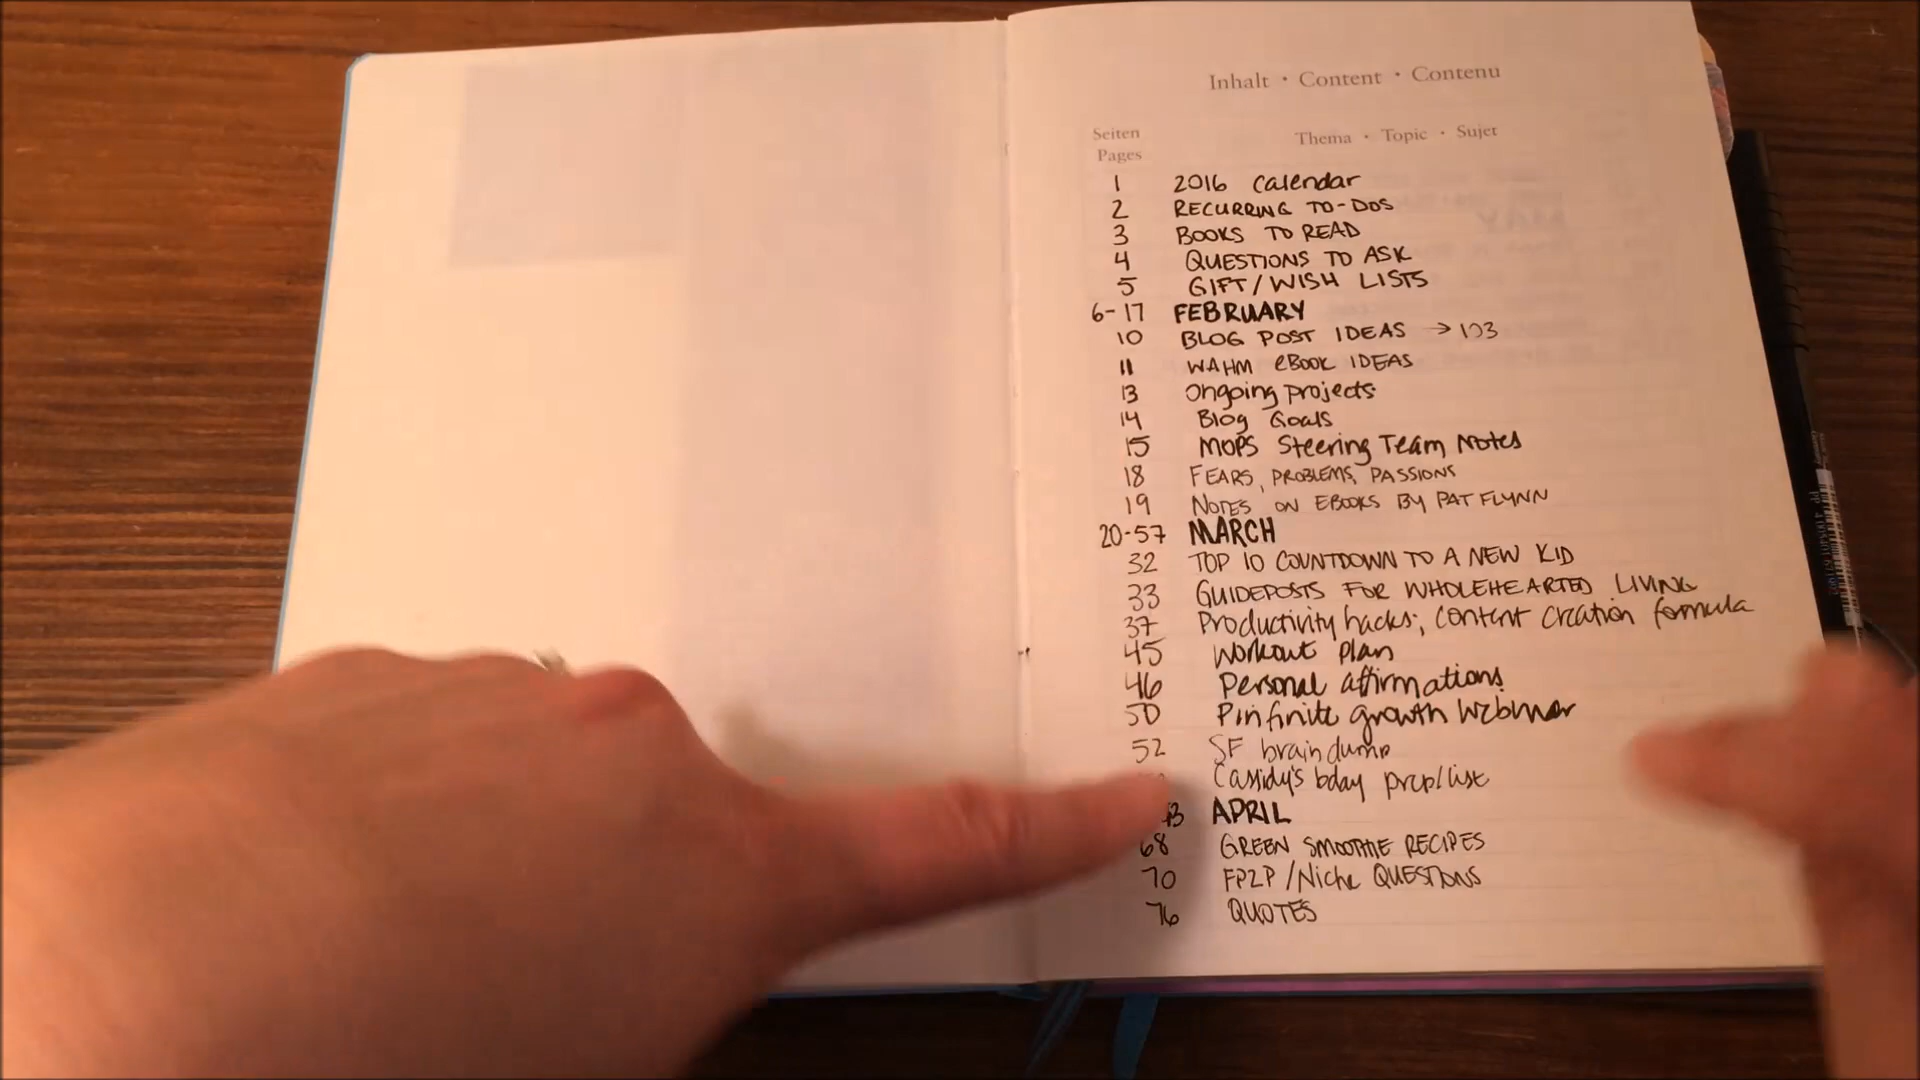 Inhalt • Content • Contenu
Seiten Thema • Topic • Sujet
Pages
1 2016 Calendar
2 RECURRING TO-DOS
3 BOOKS TO READ
4 QUESTIONS TO ASK
5 GIFT/WISH LISTS
6-17 FEBRUARY
10 BLOG POST IDEAS → 103
11 WAHM eBOOK IDEAS
13 Ongoing projects
14 Blog Goals
15 MOPS Steering Team Notes
18 FEARS, PROBLEMS, PASSIONS
19 NOTES ON EBOOKS BY PAT FLYNN
20-57 MARCH
32 TOP 10 COUNTDOWN TO A NEW KID
33 GUIDEPOSTS FOR WHOLEHEARTED LIVING
37 Productivity hacks; content creation formula
45 Workout plan
46 Personal affirmations
50 Pinfinite growth Webinar
52 SF brain dump
Cassidy's bday prep/list
APRIL
68 GREEN SMOOTHIE RECIPES
70 FP2P/Niche QUESTIONS
76 QUOTES